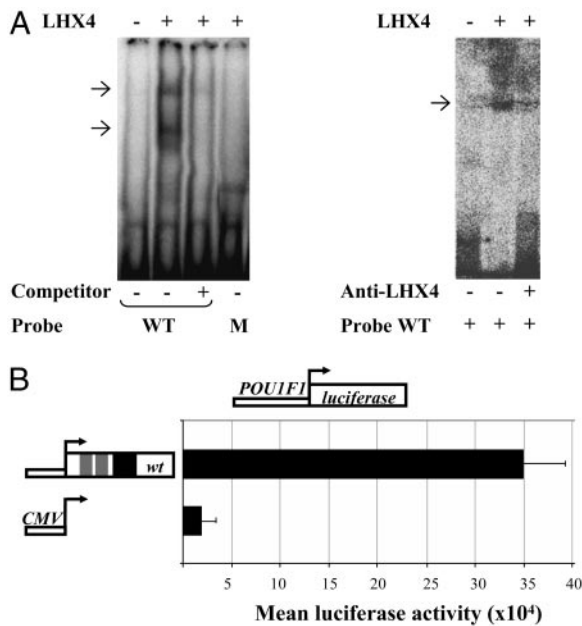 A
LHX4 - + + +
Competitor - - + -
Probe WT M
LHX4 - + +
Anti-LHX4 - - +
Probe WT + + +
B
POU1F1 luciferase
wt
CMV
5 10 15 20 25 30 35 40
Mean luciferase activity (x10⁴)